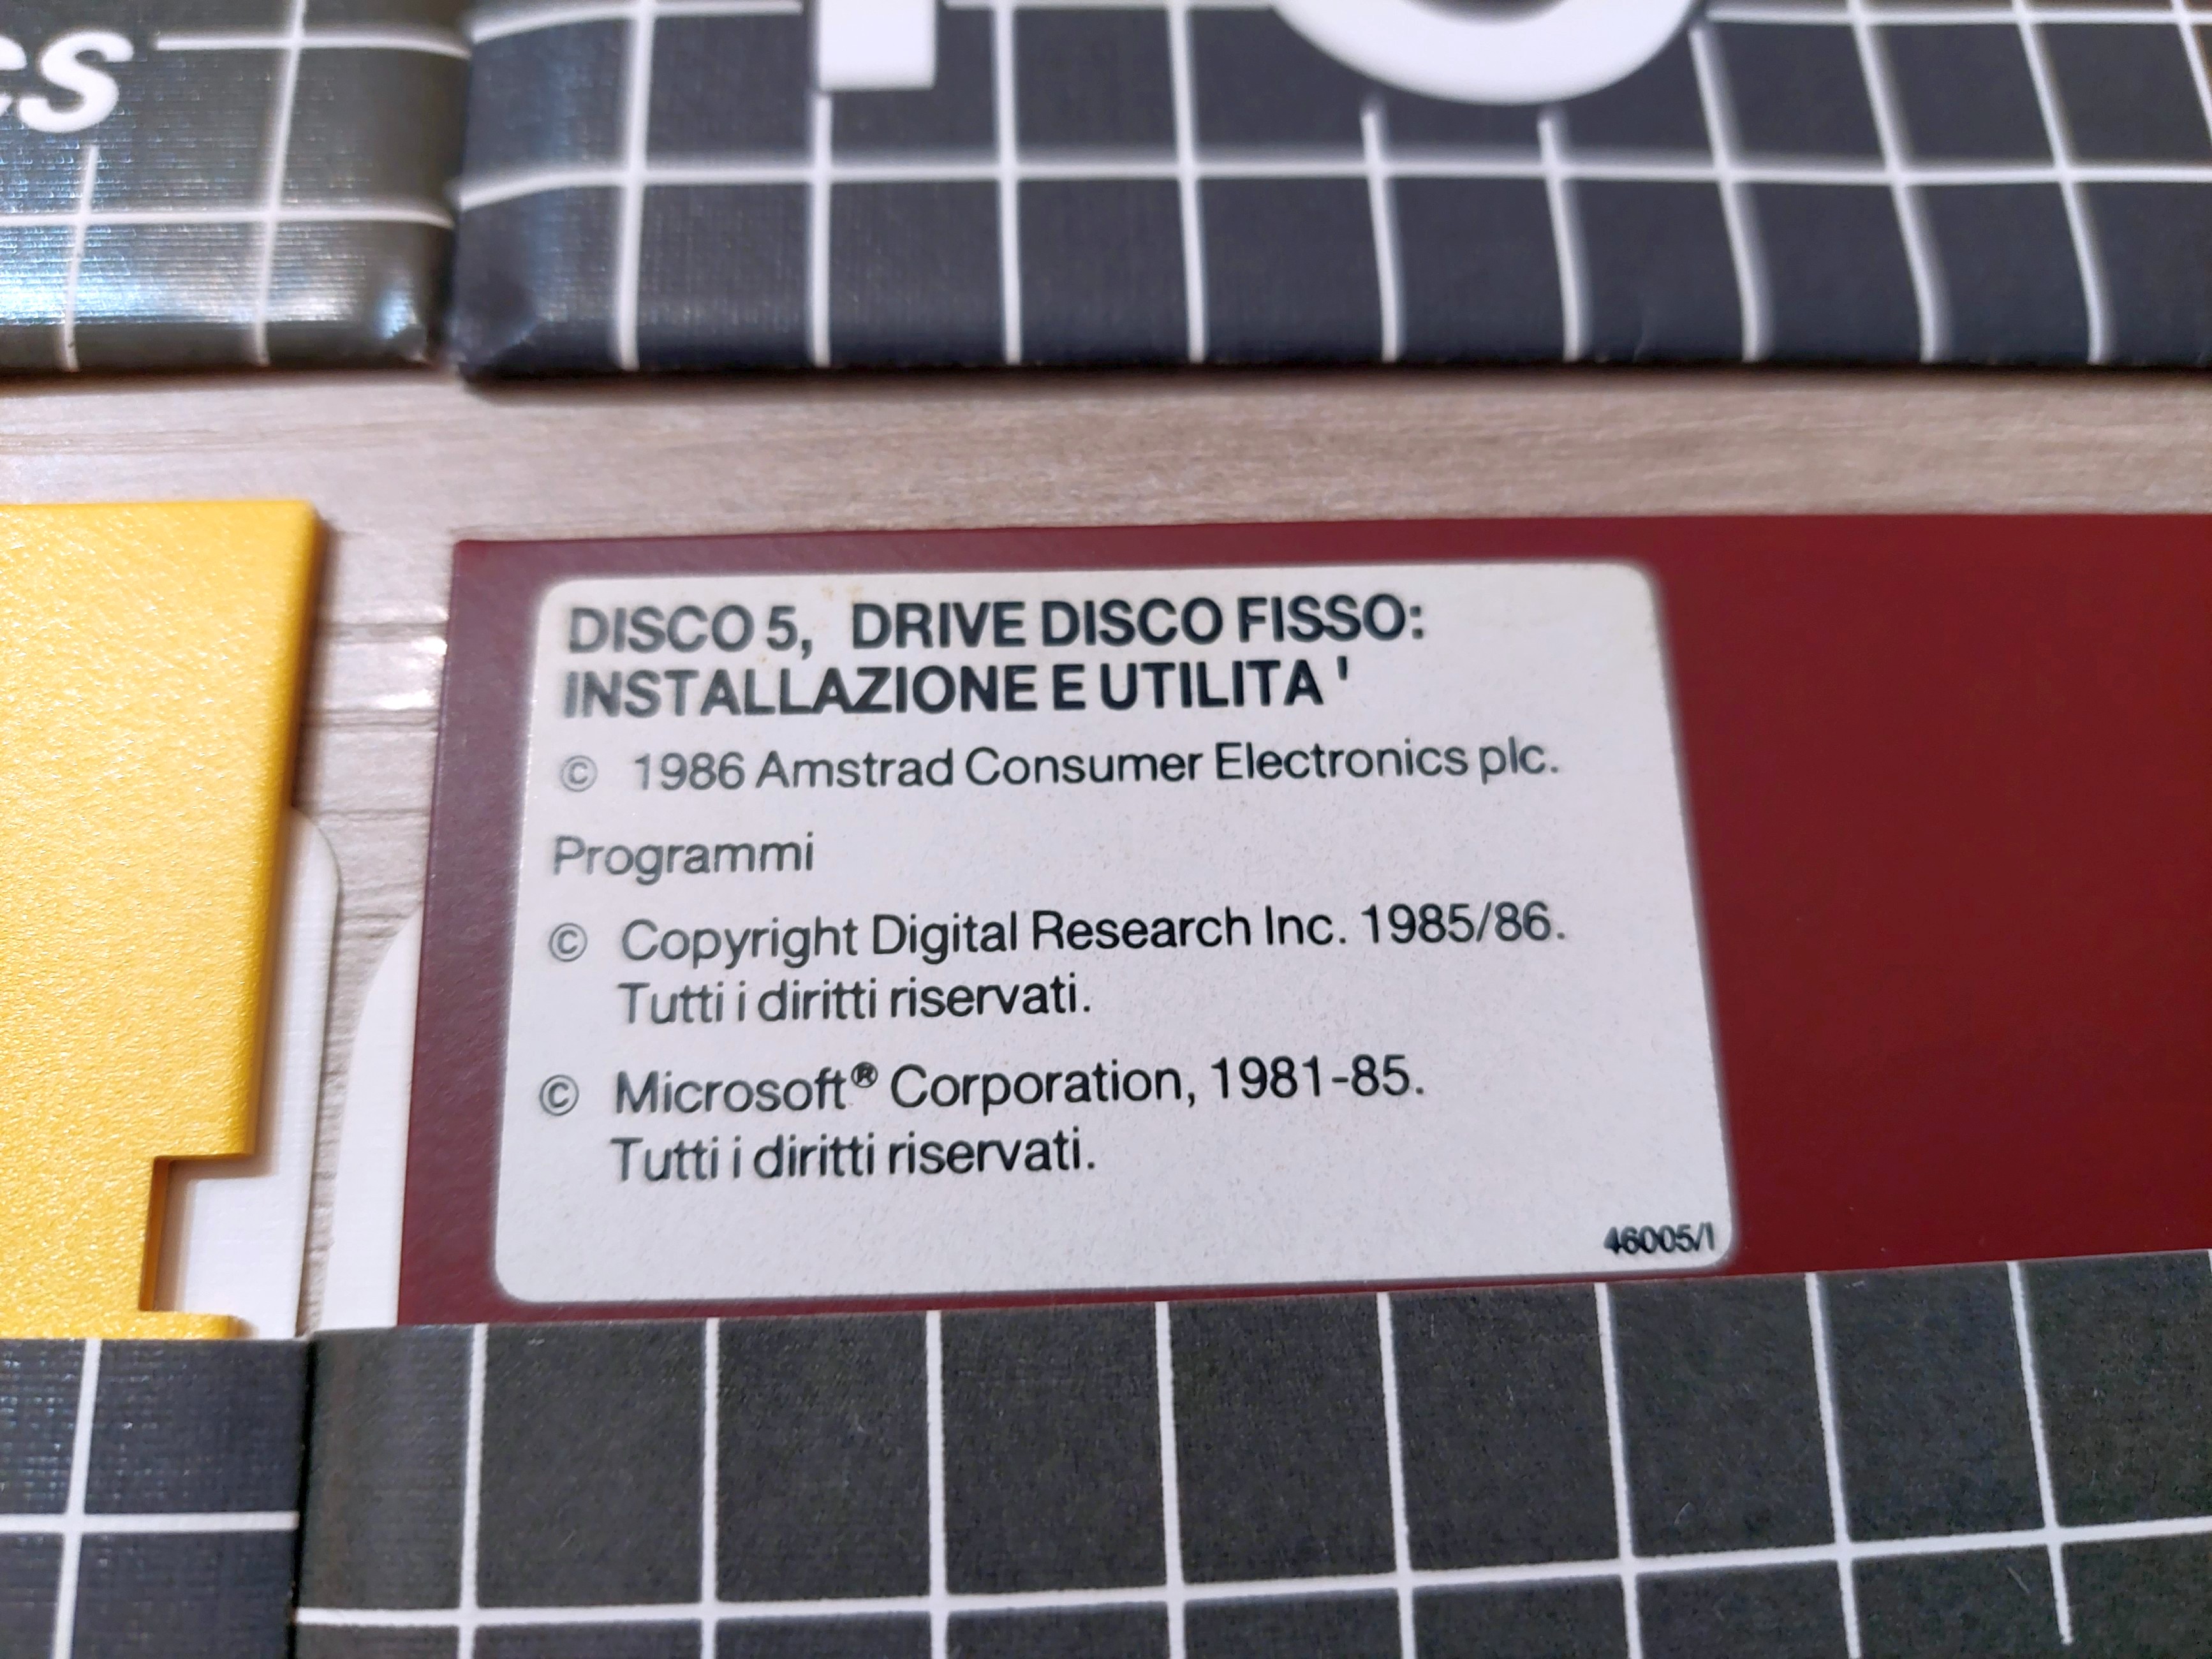 cs
DISCO 5, DRIVE DISCO FISSO:
INSTALLAZIONE E UTILITA '
© 1986 Amstrad Consumer Electronics plc.
Programmi
© Copyright Digital Research Inc. 1985/86.
Tutti i diritti riservati.
© Microsoft® Corporation, 1981-85.
Tutti i diritti riservati.
46005/1